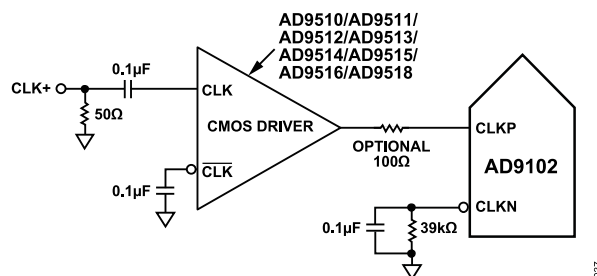 AD9510/AD9511/
AD9512/AD9513/
AD9514/AD9515/
AD9516/AD9518
0.1µF
CLK+
CLK
50Ω
CMOS DRIVER
CLK
0.1µF
OPTIONAL
100Ω
CLKP
AD9102
CLKN
0.1µF
39kΩ